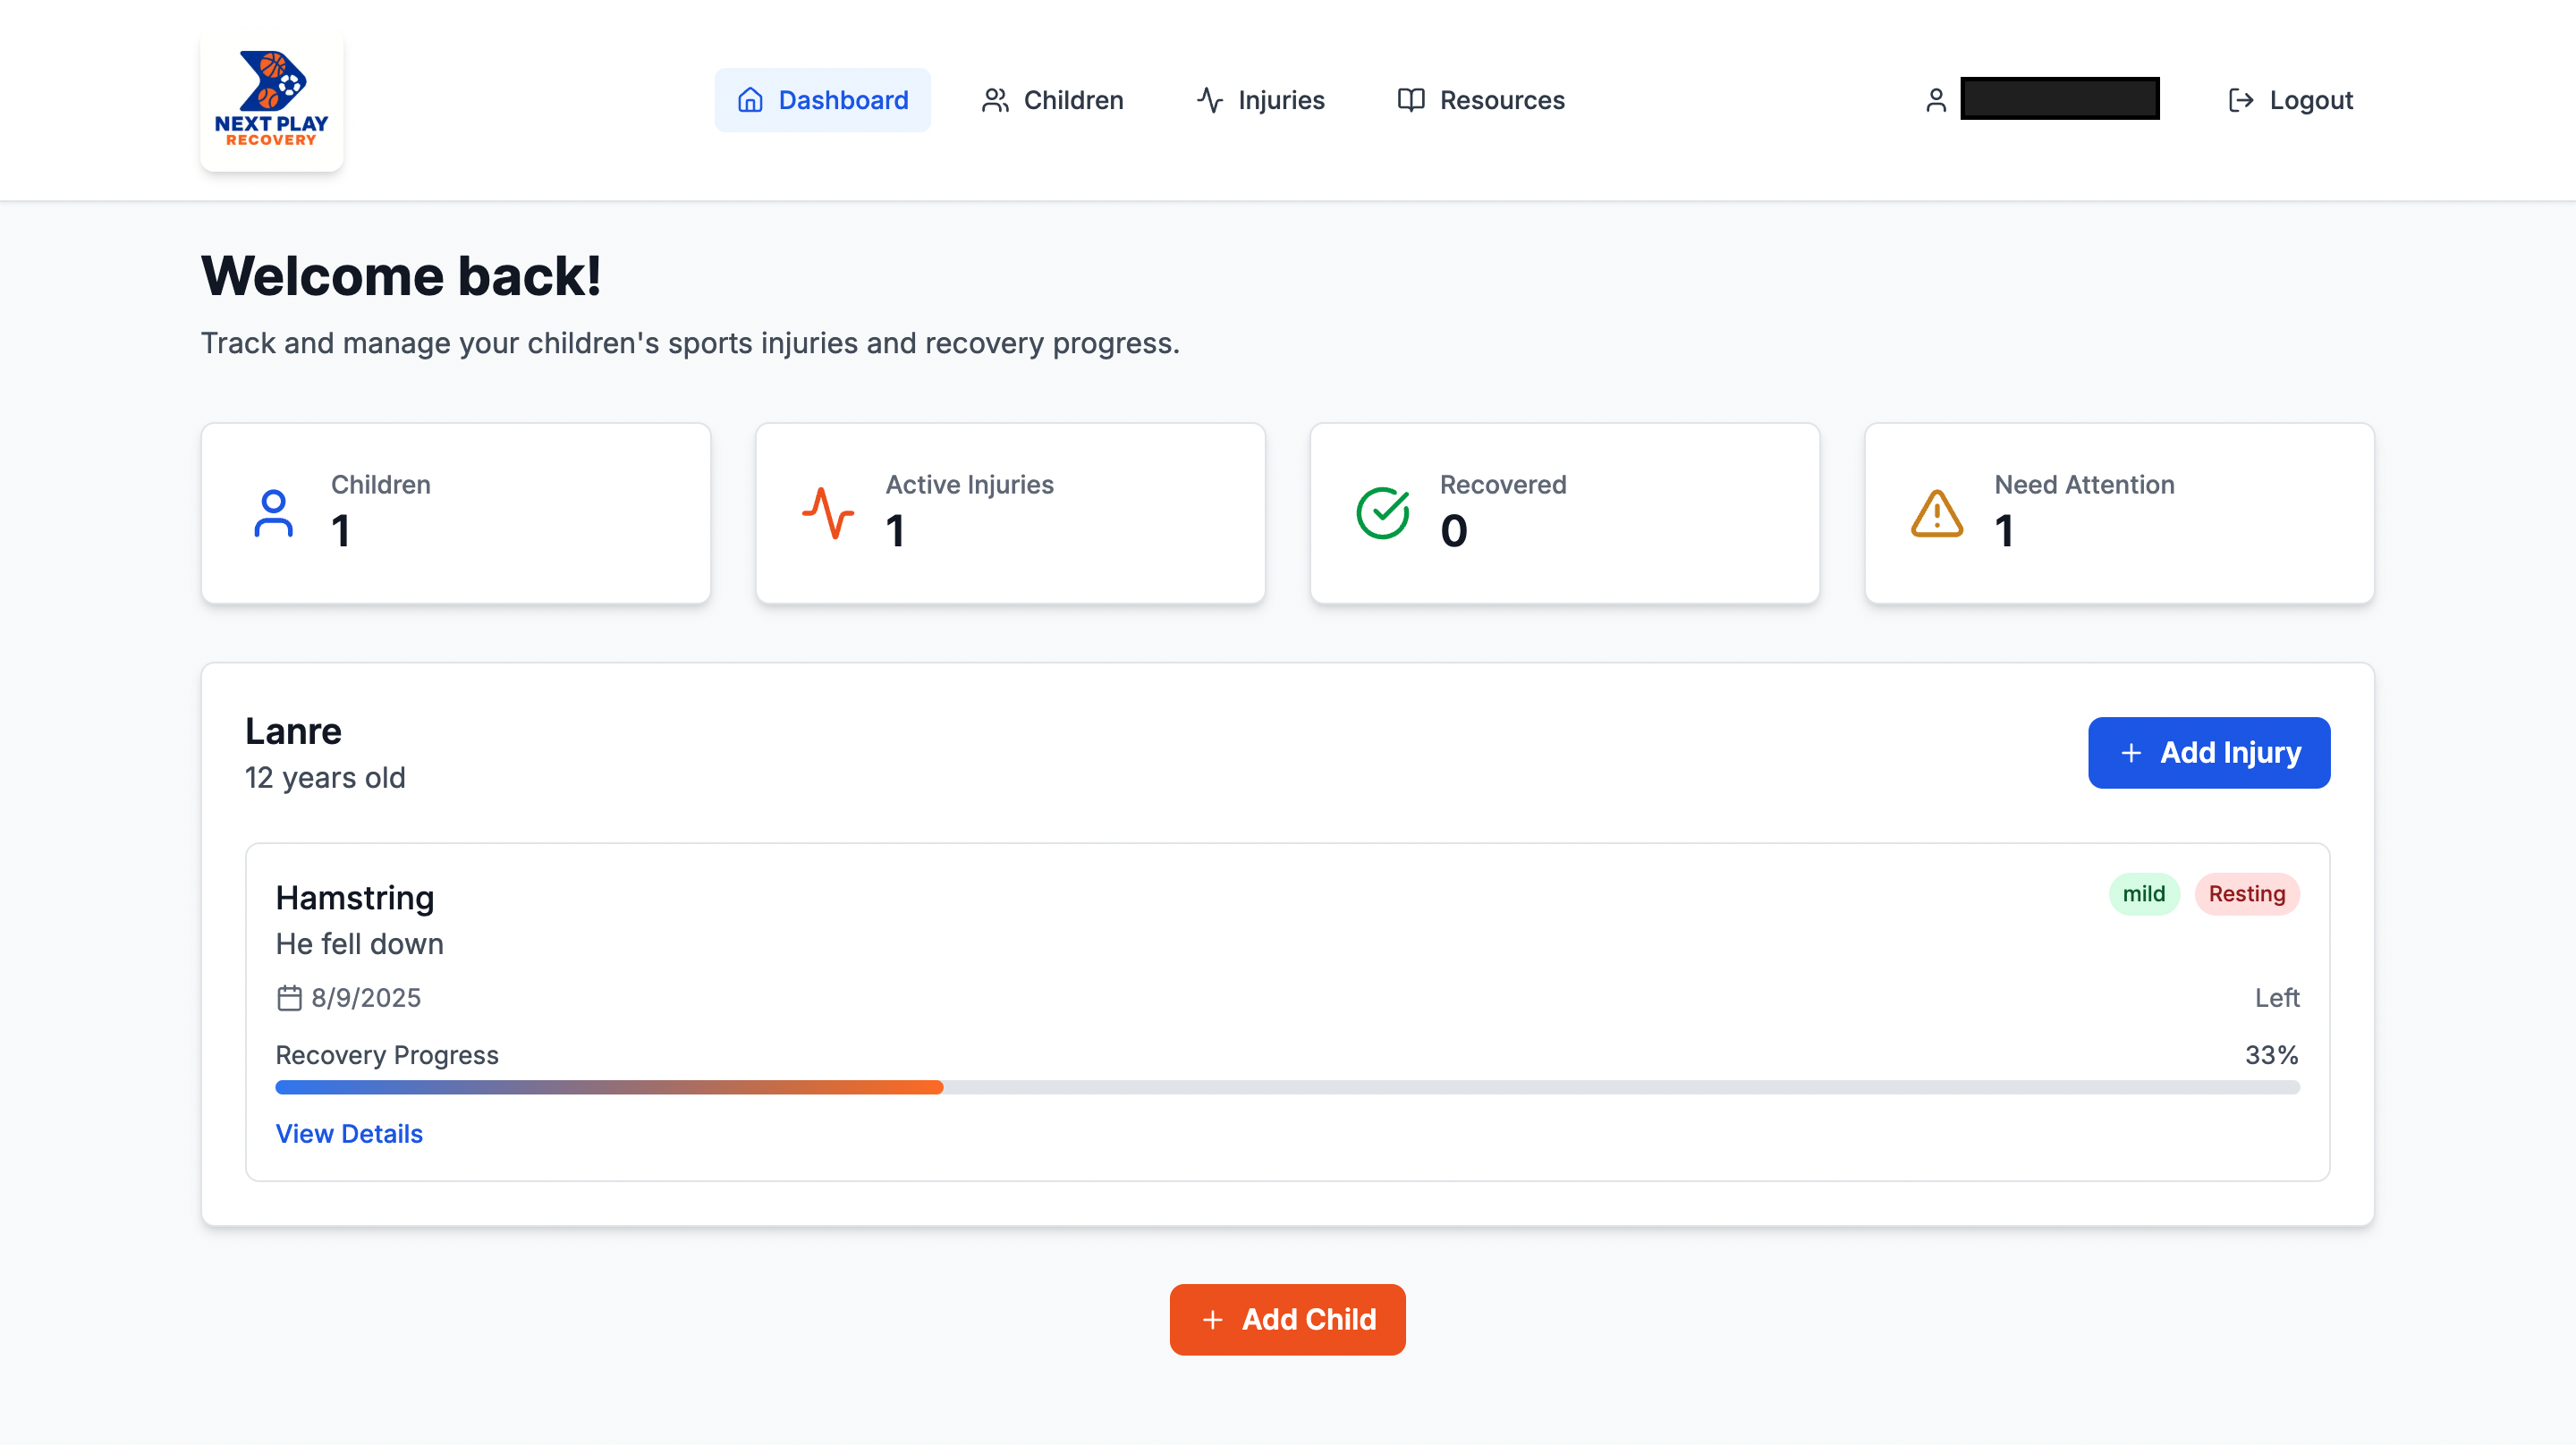 NEXT PLAY
RECOVERY
Dashboard
Children
Injuries
Resources
Logout
Welcome back!
Track and manage your children's sports injuries and recovery progress.
Children
1
Active Injuries
1
Recovered
0
Need Attention
1
Lanre
12 years old
+ Add Injury
Hamstring
mild
Resting
He fell down
8/9/2025
Left
Recovery Progress
33%
View Details
+ Add Child